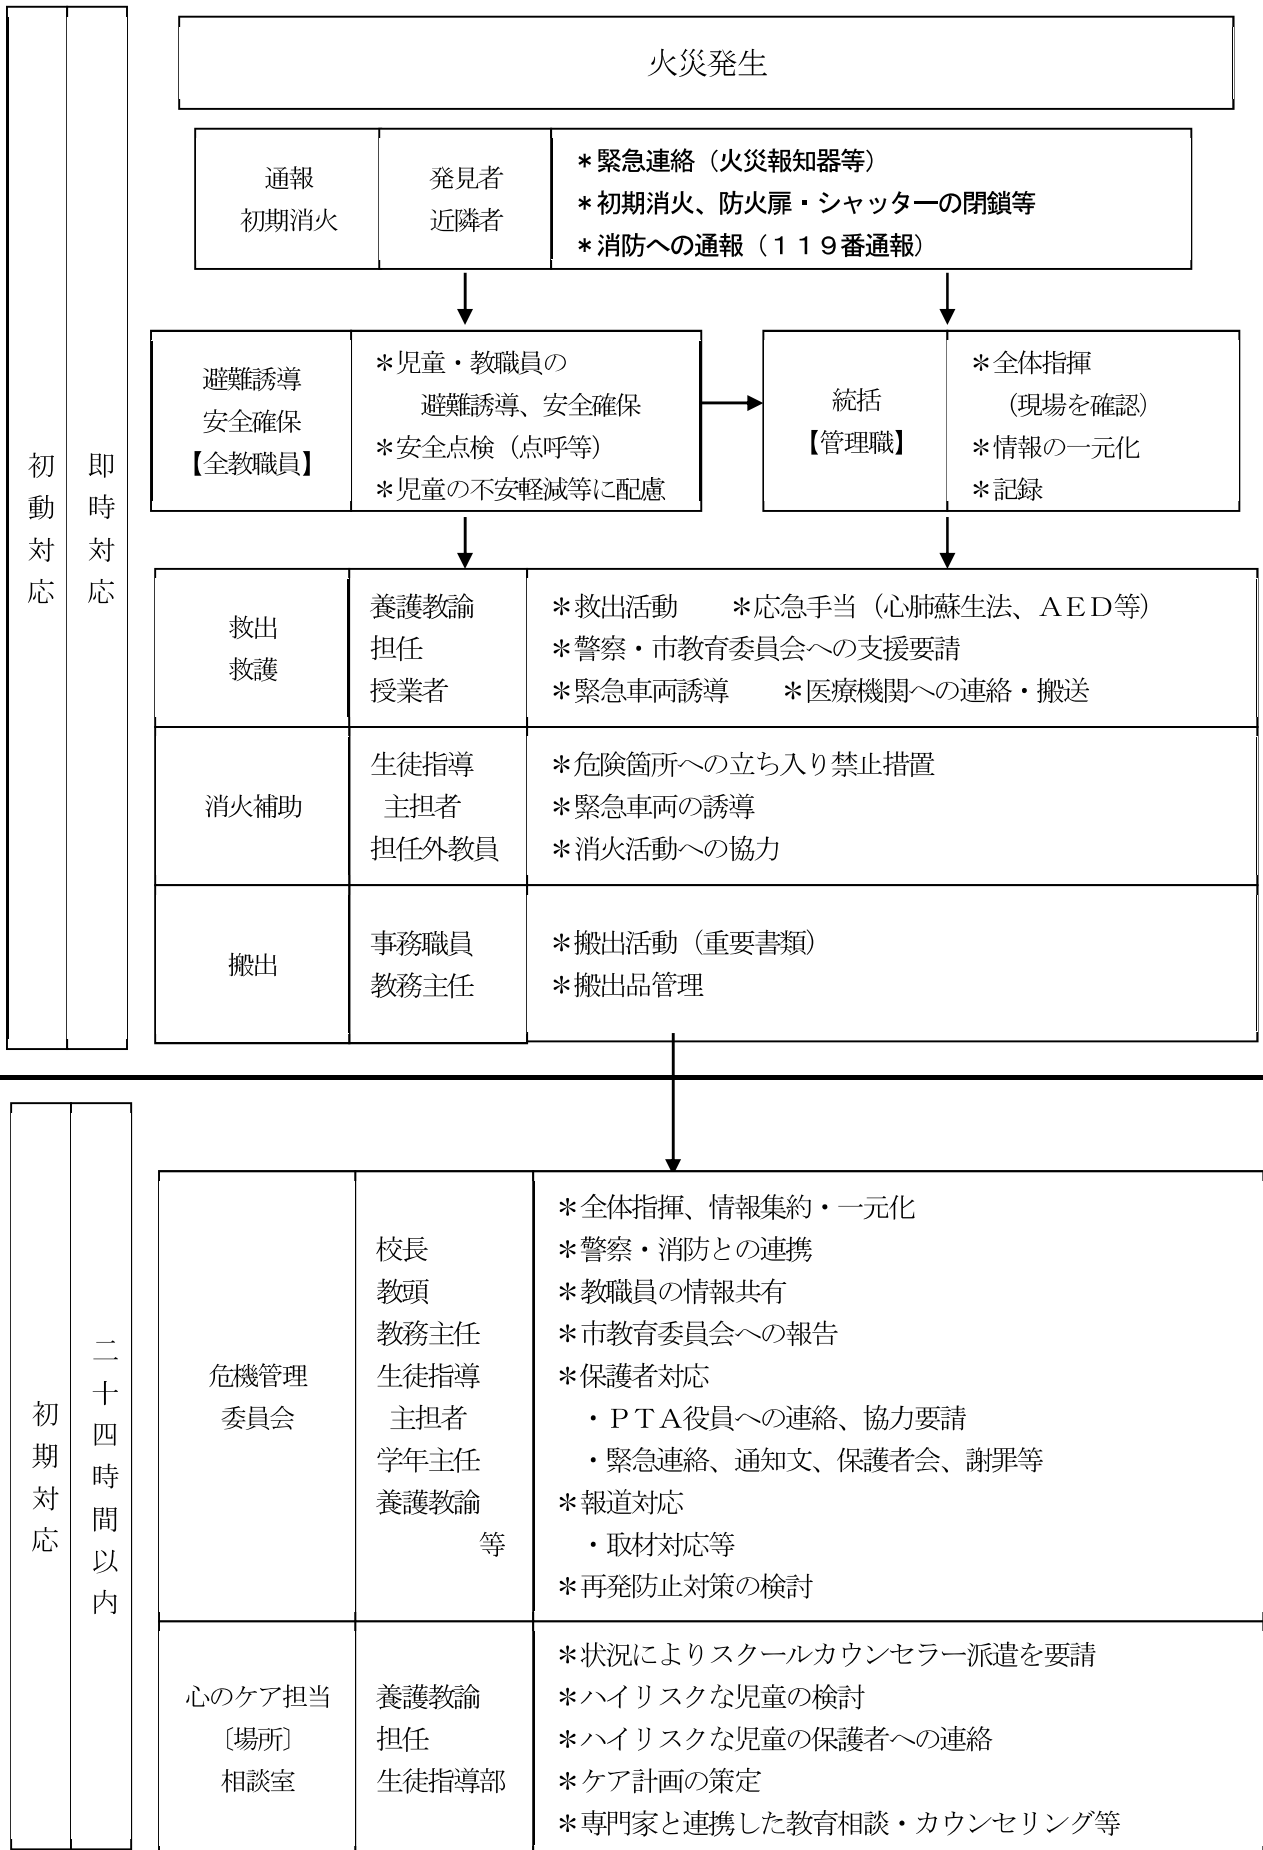 火災発生
通報
初期消火
発見者
近隣者
＊緊急連絡（火災報知器等）
＊初期消火、防火扉・シャッターの閉鎖等
＊消防への通報（１１９番通報）
避難誘導
安全確保
【全教職員】
＊児童・教職員の
避難誘導、安全確保
＊安全点検（点呼等）
＊児童の不安軽減等に配慮
統括
【管理職】
＊全体指揮
（現場を確認）
＊情報の一元化
＊記録
初動対応
即時対応
救出
救護
養護教諭
担任
授業者
＊救出活動　　＊応急手当（心肺蘇生法、ＡＥＤ等）
＊警察・市教育委員会への支援要請
＊緊急車両誘導　　＊医療機関への連絡・搬送
消火補助
生徒指導
主担者
担任外教員
＊危険箇所への立ち入り禁止措置
＊緊急車両の誘導
＊消火活動への協力
搬出
事務職員
教務主任
＊搬出活動（重要書類）
＊搬出品管理
初期対応
二十四時間以内
危機管理
委員会
校長
教頭
教務主任
生徒指導
主担者
学年主任
養護教諭
等
＊全体指揮、情報集約・一元化
＊警察・消防との連携
＊教職員の情報共有
＊市教育委員会への報告
＊保護者対応
・ＰＴＡ役員への連絡、協力要請
・緊急連絡、通知文、保護者会、謝罪等
＊報道対応
・取材対応等
＊再発防止対策の検討
心のケア担当
〔場所〕
相談室
養護教諭
担任
生徒指導部
＊状況によりスクールカウンセラー派遣を要請
＊ハイリスクな児童の検討
＊ハイリスクな児童の保護者への連絡
＊ケア計画の策定
＊専門家と連携した教育相談・カウンセリング等